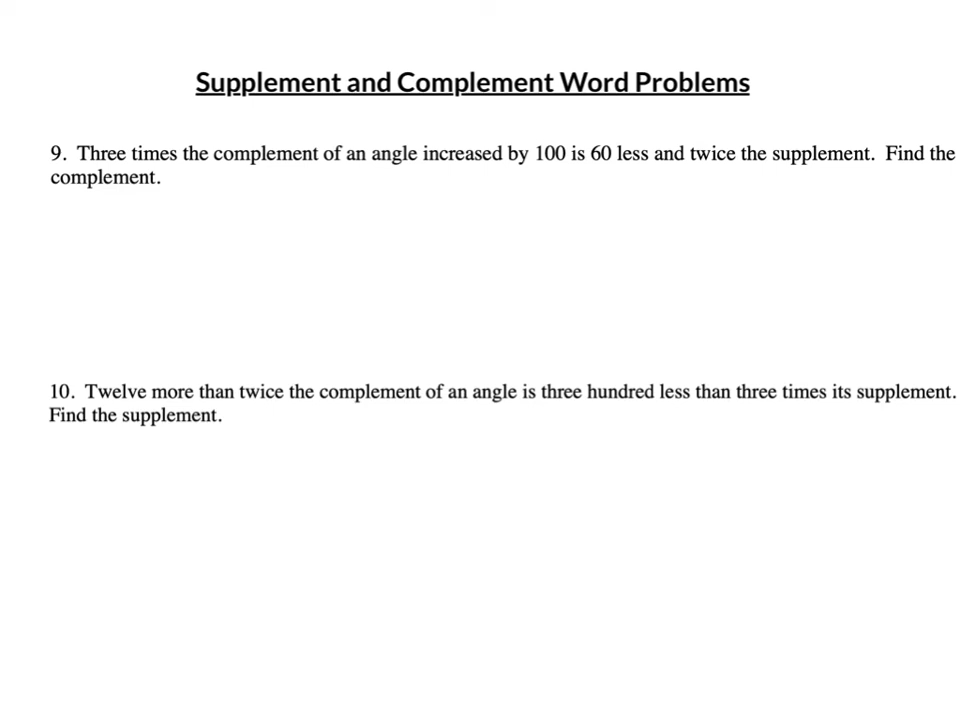 Supplement and Complement Word Problems
9. Three times the complement of an angle increased by 100 is 60 less and twice the supplement. Find the
complement.
10. Twelve more than twice the complement of an angle is three hundred less than three times its supplement.
Find the supplement.